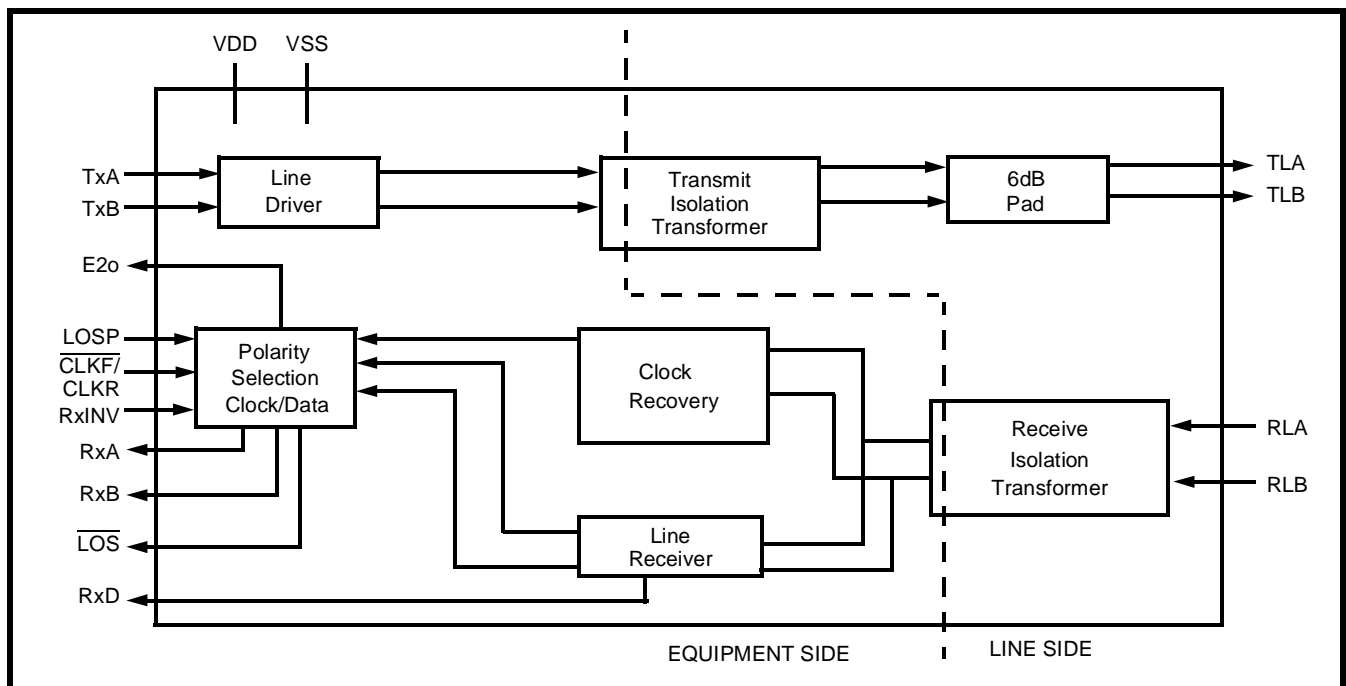 VDD VSS
TxA
TxB
Line
Driver
Transmit
Isolation
Transformer
6dB
Pad
TLA
TLB
E2o
LOSP
CLKF/
CLKR
RxINV
Polarity
Selection
Clock/Data
Clock
Recovery
Receive
Isolation
Transformer
RLA
RLB
RxA
RxB
LOS
RxD
Line
Receiver
EQUIPMENT SIDE
LINE SIDE